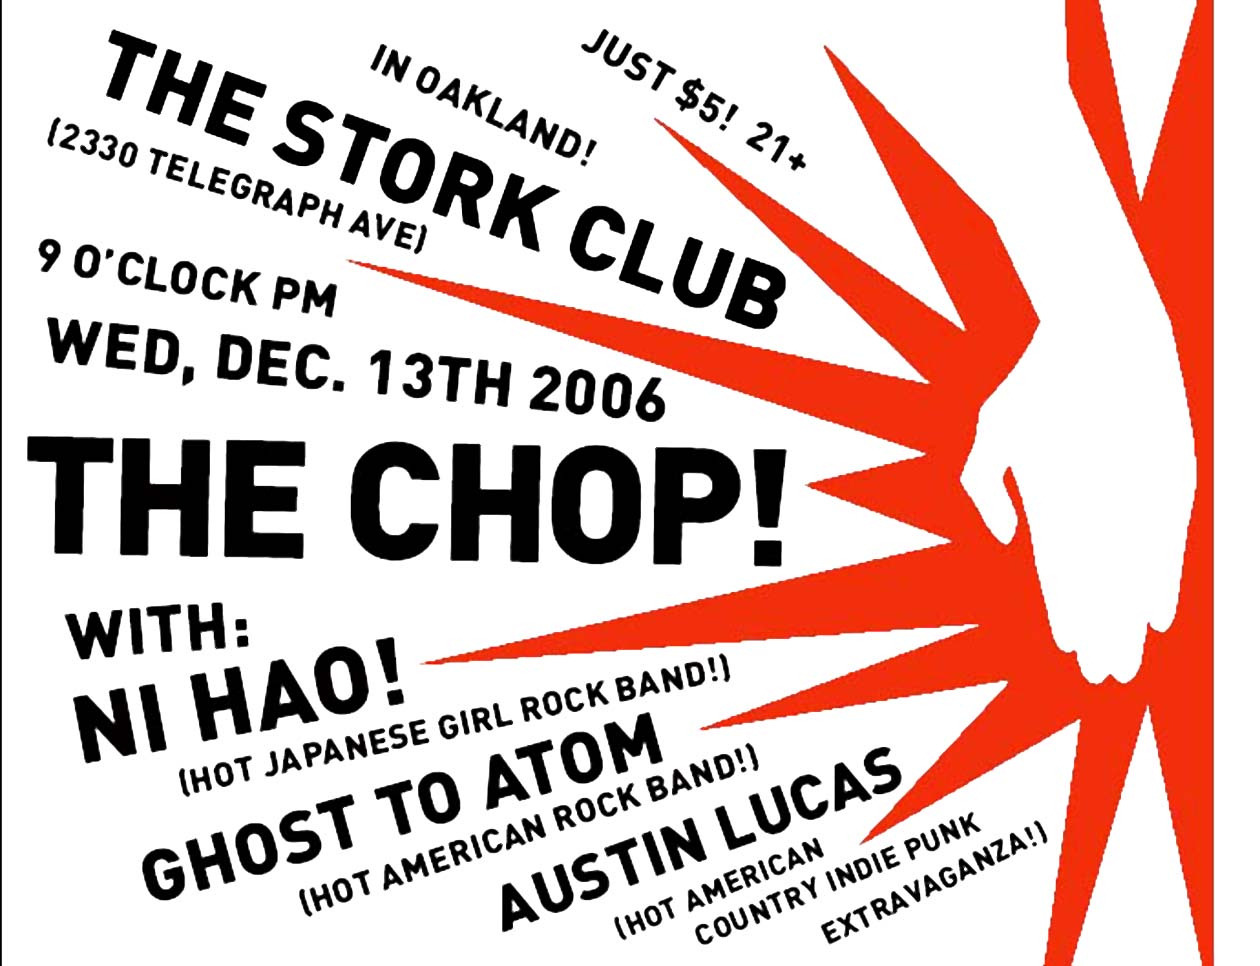 JUST $5! 21+
IN OAKLAND!
THE STORK CLUB
(2330 TELEGRAPH AVE)
9 O'CLOCK PM
WED, DEC. 13TH 2006
THE CHOP!
WITH:
NI HAO!
(HOT JAPANESE GIRL ROCK BAND!)
GHOST TO ATOM
(HOT AMERICAN ROCK BAND!)
AUSTIN LUCAS
(HOT AMERICAN
COUNTRY INDIE PUNK
EXTRAVAGANZA!)